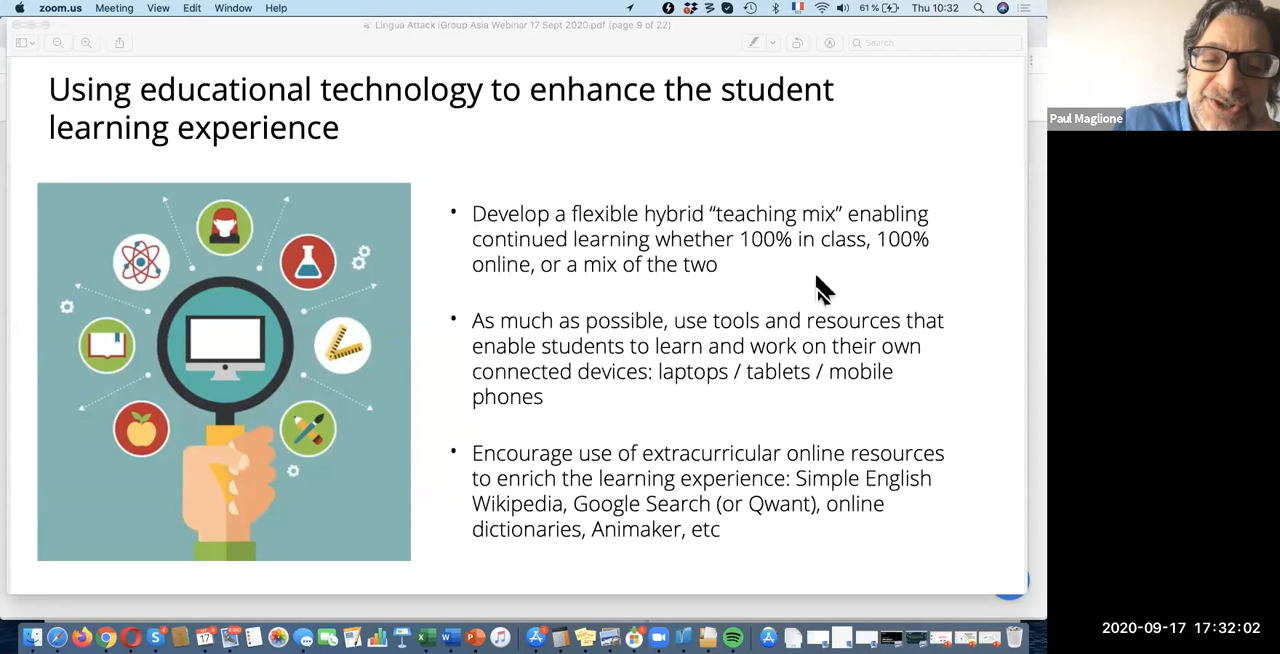 zoom.us Meeting View Edit Window Help 61% Thu 10:32
Lingua Attack iGroup Asia Webinar 17 Sept 2020.pdf (page 9 of 22)
Search
Using educational technology to enhance the student
learning experience
• Develop a flexible hybrid “teaching mix” enabling
continued learning whether 100% in class, 100%
online, or a mix of the two
• As much as possible, use tools and resources that
enable students to learn and work on their own
connected devices: laptops / tablets / mobile
phones
• Encourage use of extracurricular online resources
to enrich the learning experience: Simple English
Wikipedia, Google Search (or Qwant), online
dictionaries, Animaker, etc
Paul Maglione
17
2020-09-17 17:32:02